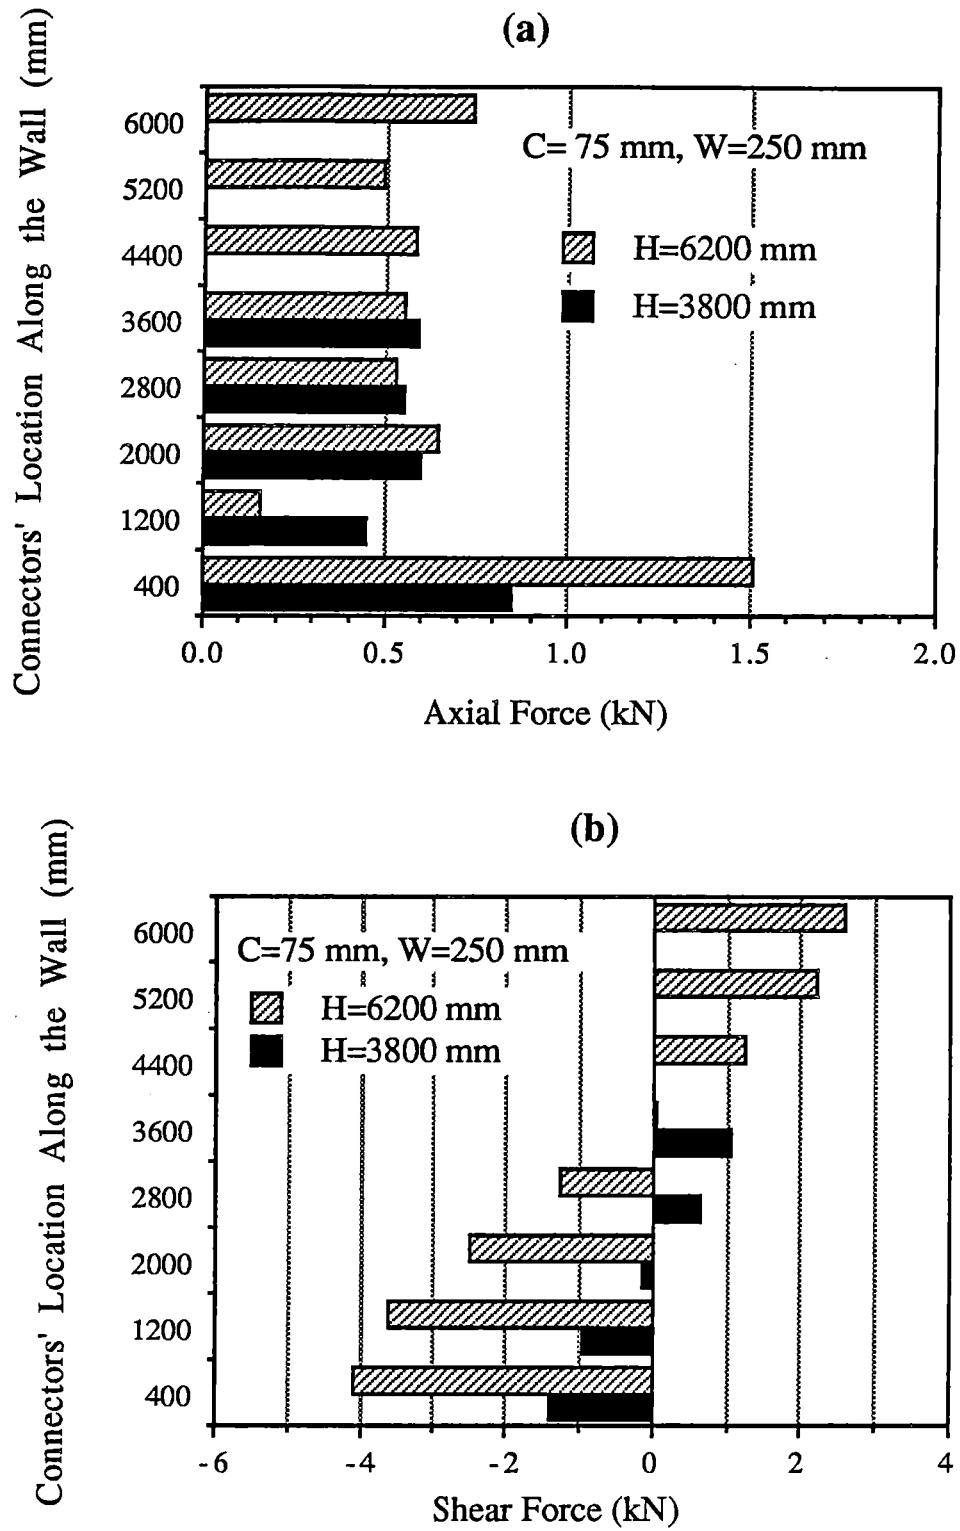 (a)
Connectors' Location Along the Wall (mm)
6000
5200
4400
3600
2800
2000
1200
400
C= 75 mm, W=250 mm
H=6200 mm
H=3800 mm
0.0 0.5 1.0 1.5 2.0
Axial Force (kN)
(b)
Connectors' Location Along the Wall (mm)
6000
5200
4400
3600
2800
2000
1200
400
C=75 mm, W=250 mm
H=6200 mm
H=3800 mm
-6 -4 -2 0 2 4
Shear Force (kN)